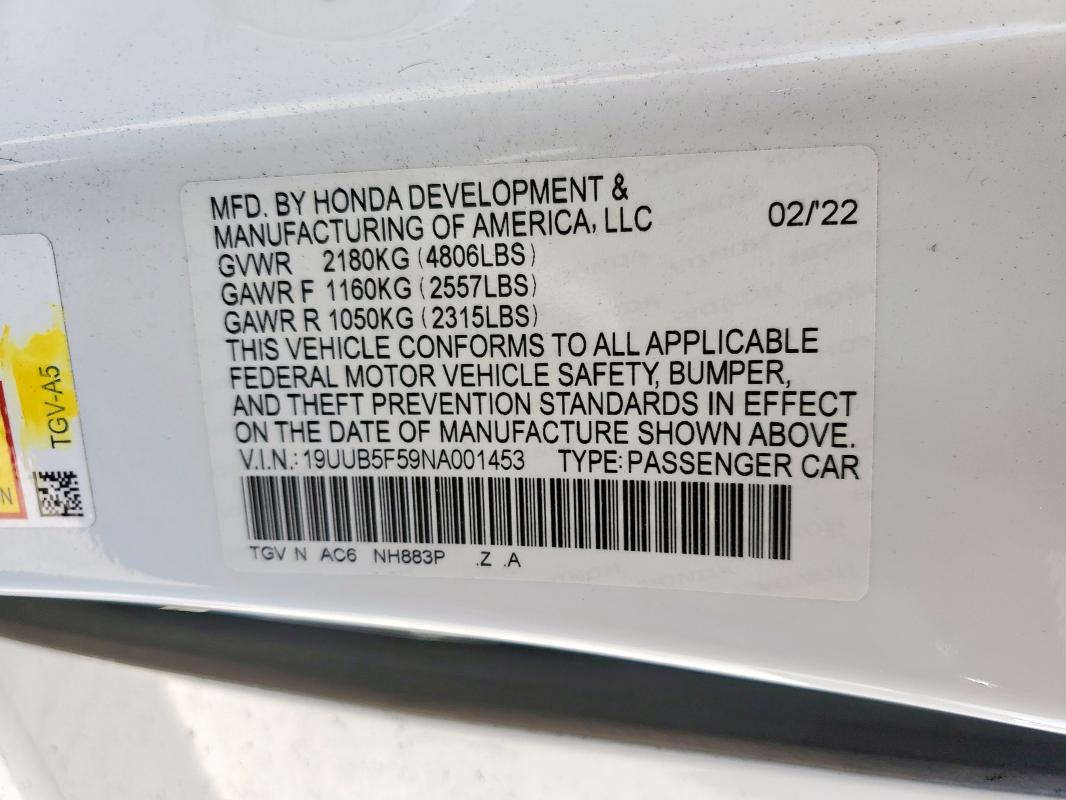 MFD. BY HONDA DEVELOPMENT &
MANUFACTURING OF AMERICA, LLC 02/'22
GVWR 2180KG (4806LBS)
GAWR F 1160KG (2557LBS)
GAWR R 1050KG (2315LBS)
THIS VEHICLE CONFORMS TO ALL APPLICABLE
FEDERAL MOTOR VEHICLE SAFETY, BUMPER,
AND THEFT PREVENTION STANDARDS IN EFFECT
ON THE DATE OF MANUFACTURE SHOWN ABOVE.
V.I.N.: 19UUB5F59NA001453 TYPE: PASSENGER CAR
TGV N AC6 NH883P .Z .A
TGV-A5